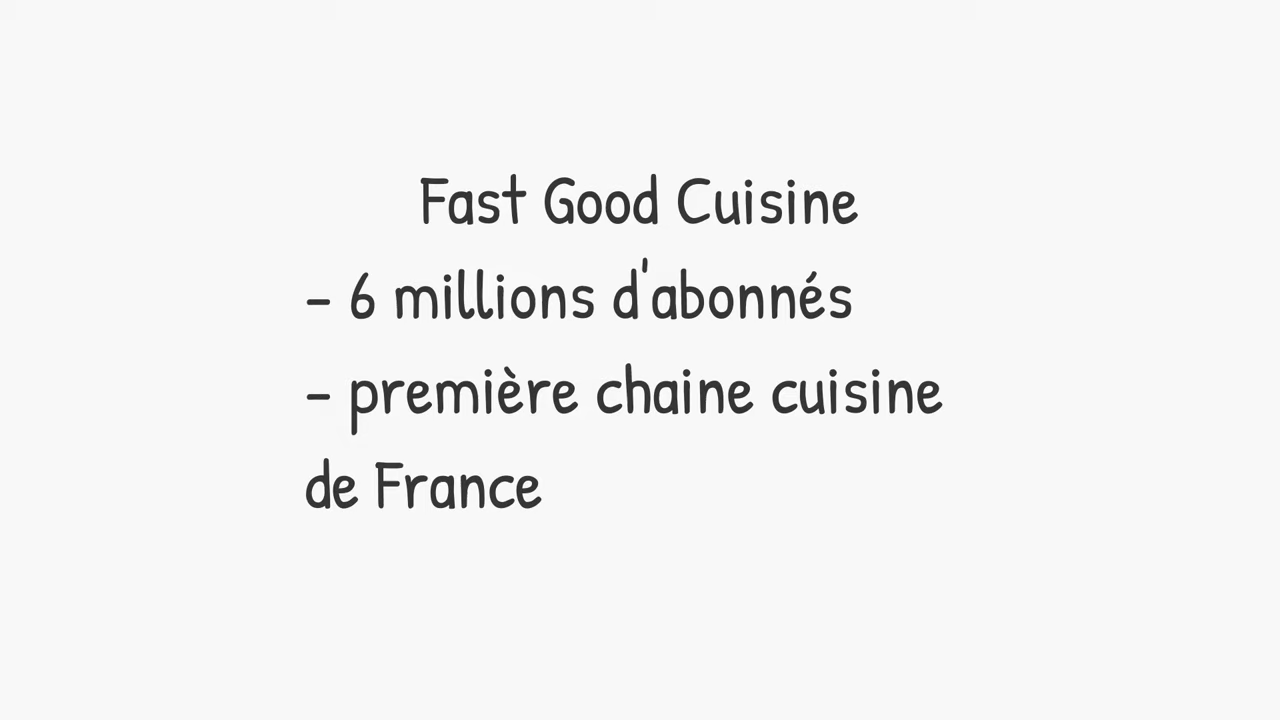 Fast Good Cuisine
- 6 millions d'abonnés
- première chaine cuisine
de France